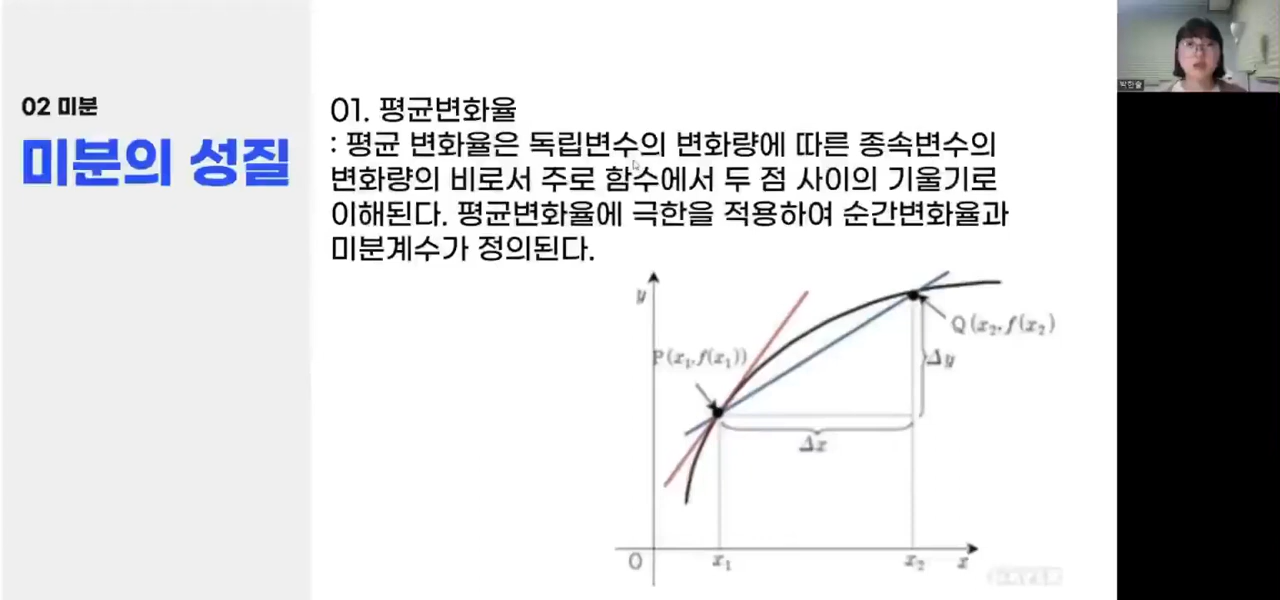 02 미분
미분의 성질
01. 평균변화율
: 평균 변화율은 독립변수의 변화량에 따른 종속변수의
변화량의 비로서 주로 함수에서 두 점 사이의 기울기로
이해된다. 평균변화율에 극한을 적용하여 순간변화율과
미분계수가 정의된다.
y
Q(x₂, f(x₂)
P(x₁, f(x₁))
Δy
Δx
O
x₁
x₂
x